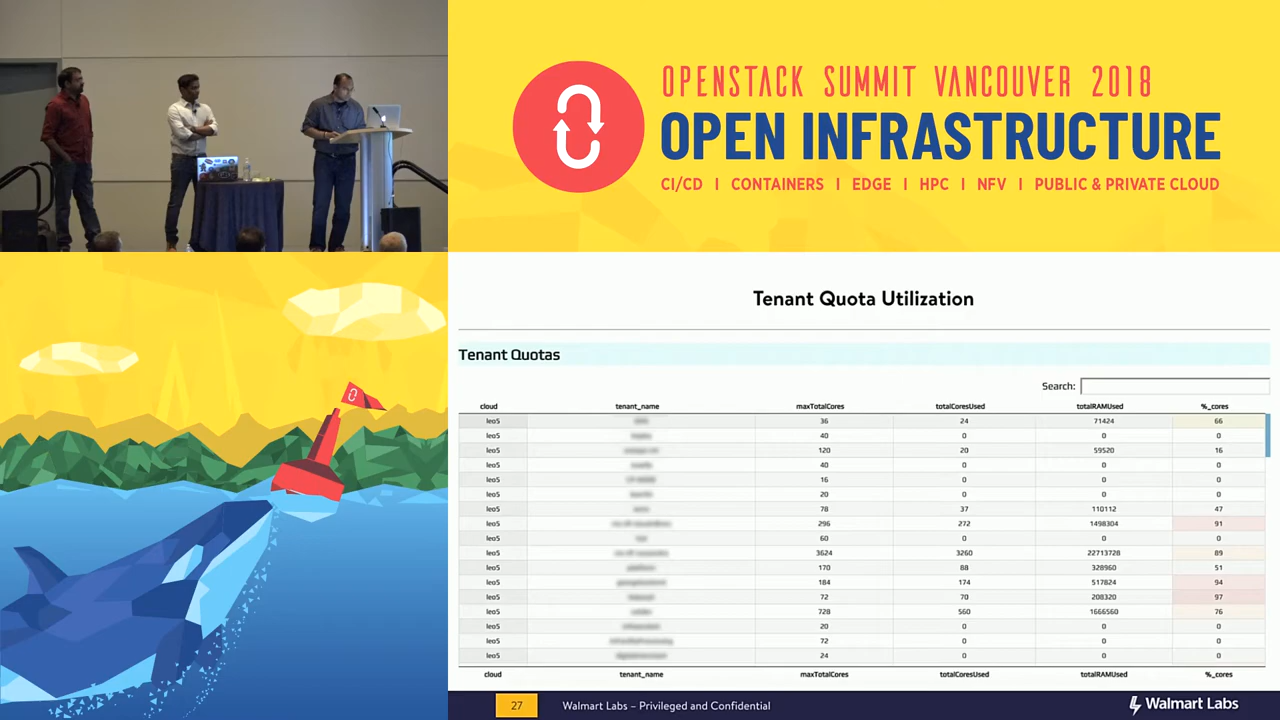 OPENSTACK SUMMIT VANCOUVER 2018
OPEN INFRASTRUCTURE
CI/CD | CONTAINERS | EDGE | HPC | NFV | PUBLIC & PRIVATE CLOUD
Tenant Quota Utilization
Tenant Quotas
Search:
cloud tenant_name maxTotalCores totalCoresUsed totalRAMUsed %_cores
leo5 36 24 71424 66
leo5 40 0 0 0
leo5 120 20 59520 16
leo5 40 0 0 0
leo5 16 0 0 0
leo5 20 0 0 0
leo5 78 37 110112 47
leo5 296 272 1498304 91
leo5 60 0 0 0
leo5 3624 3260 22713728 89
leo5 170 88 328960 51
leo5 184 174 517824 94
leo5 72 70 208320 97
leo5 728 560 1666560 76
leo5 20 0 0 0
leo5 72 0 0 0
leo5 24 0 0 0
cloud tenant_name maxTotalCores totalCoresUsed totalRAMUsed %_cores
27 Walmart Labs – Privileged and Confidential Walmart Labs